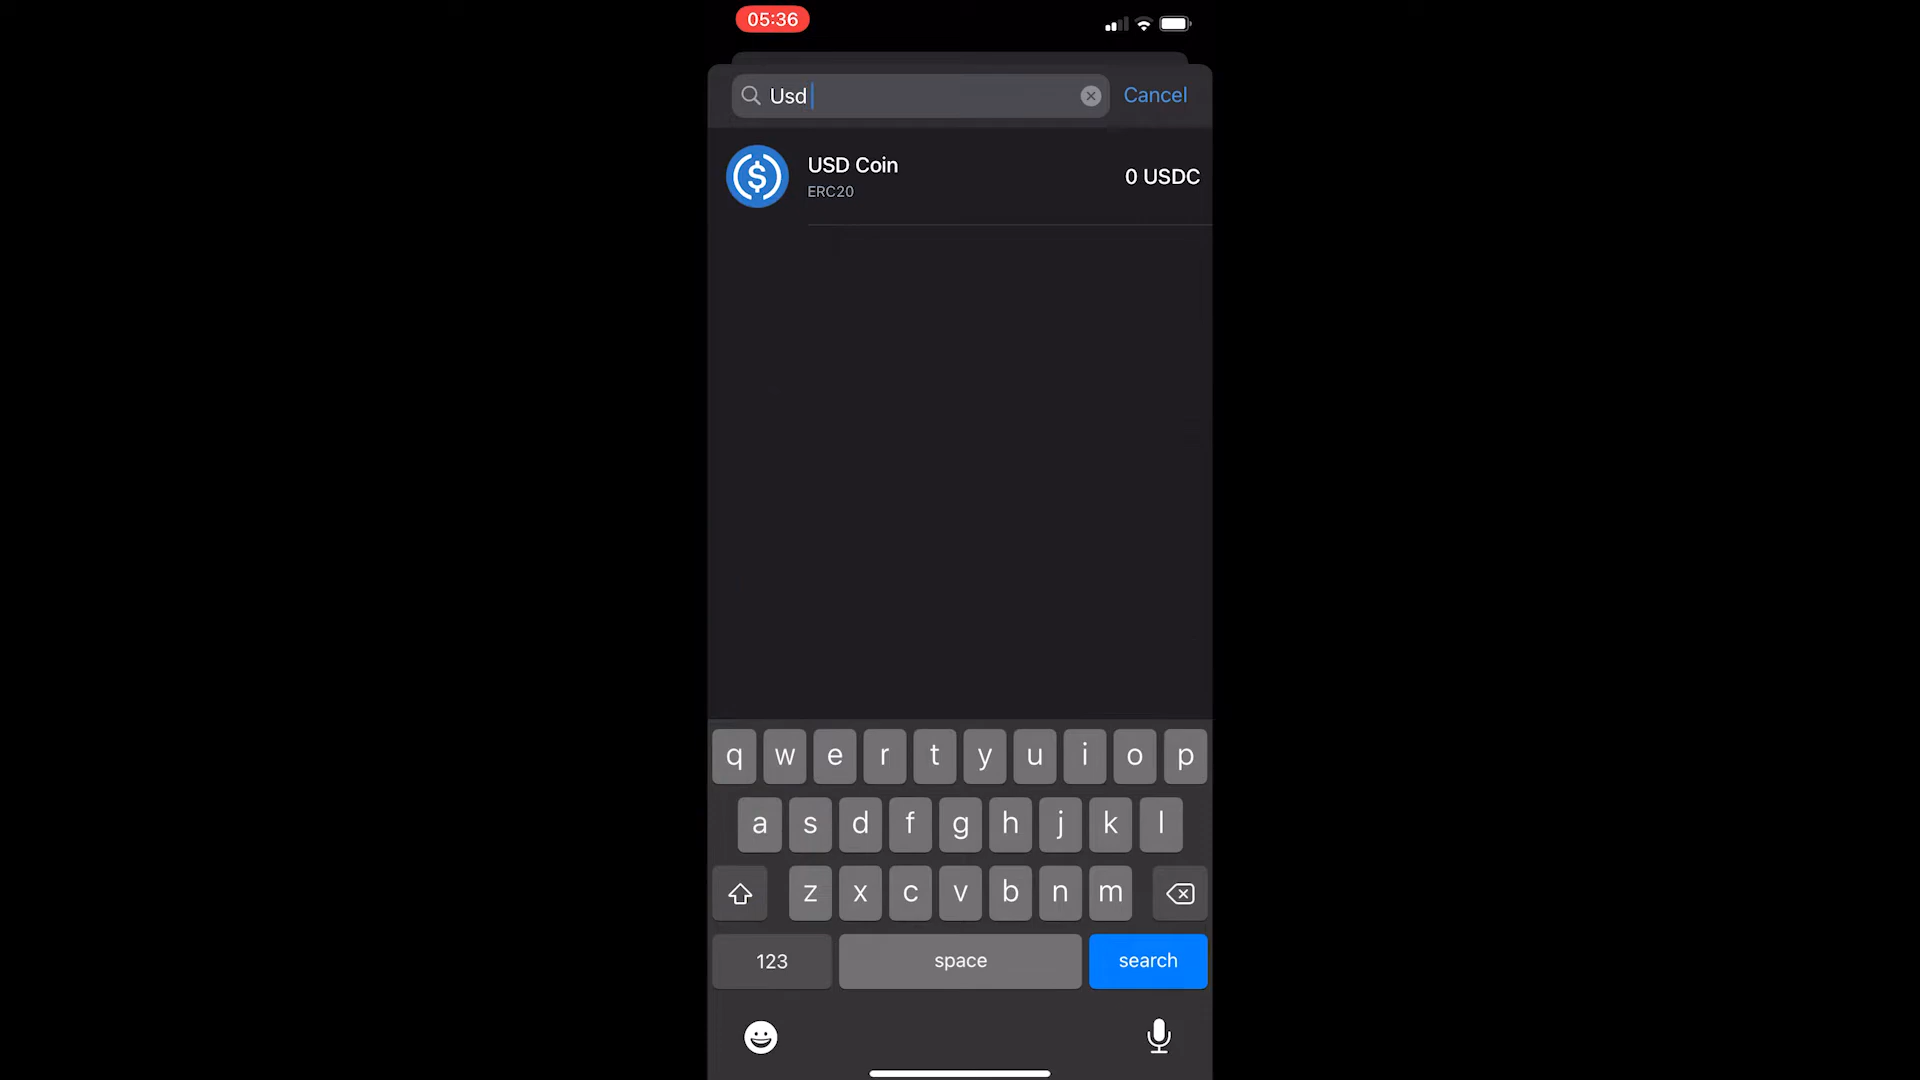 05:36
Usd
Cancel
USD Coin
0 USDC
ERC20
q w e r t y u i o p
a s d f g h j k l
z x c v b n m
123
space
search